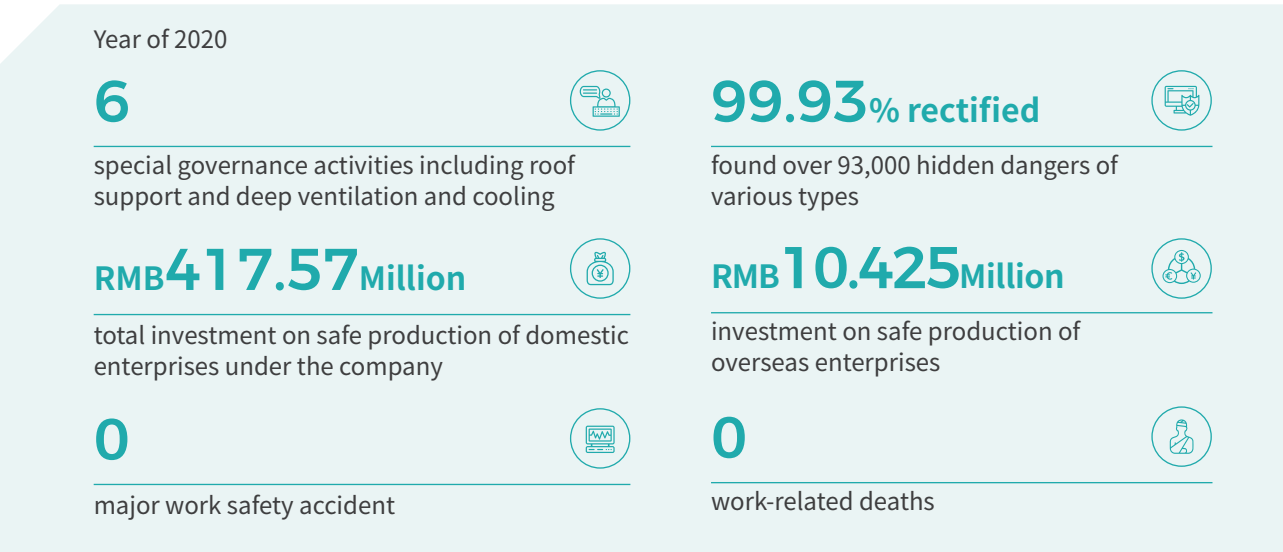 Year of 2020
6
special governance activities including roof
support and deep ventilation and cooling
99.93% rectified
found over 93,000 hidden dangers of
various types
RMB417.57Million
total investment on safe production of domestic
enterprises under the company
RMB10.425Million
investment on safe production of
overseas enterprises
0
major work safety accident
0
work-related deaths